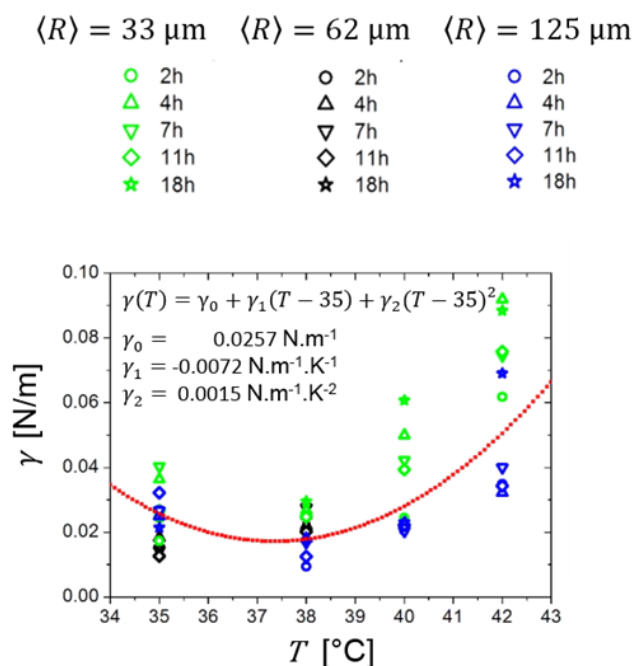 ⟨R⟩ = 33 µm ⟨R⟩ = 62 µm ⟨R⟩ = 125 µm
2h 2h 2h
4h 4h 4h
7h 7h 7h
11h 11h 11h
18h 18h 18h
0.10
γ(T) = γ₀ + γ₁(T − 35) + γ₂(T − 35)²
γ₀ = 0.0257 N.m⁻¹
0.08
γ₁ = -0.0072 N.m⁻¹.K⁻¹
γ₂ = 0.0015 N.m⁻¹.K⁻²
0.06
γ [N/m]
0.04
0.02
0.00
34 35 36 37 38 39 40 41 42 43
T [°C]